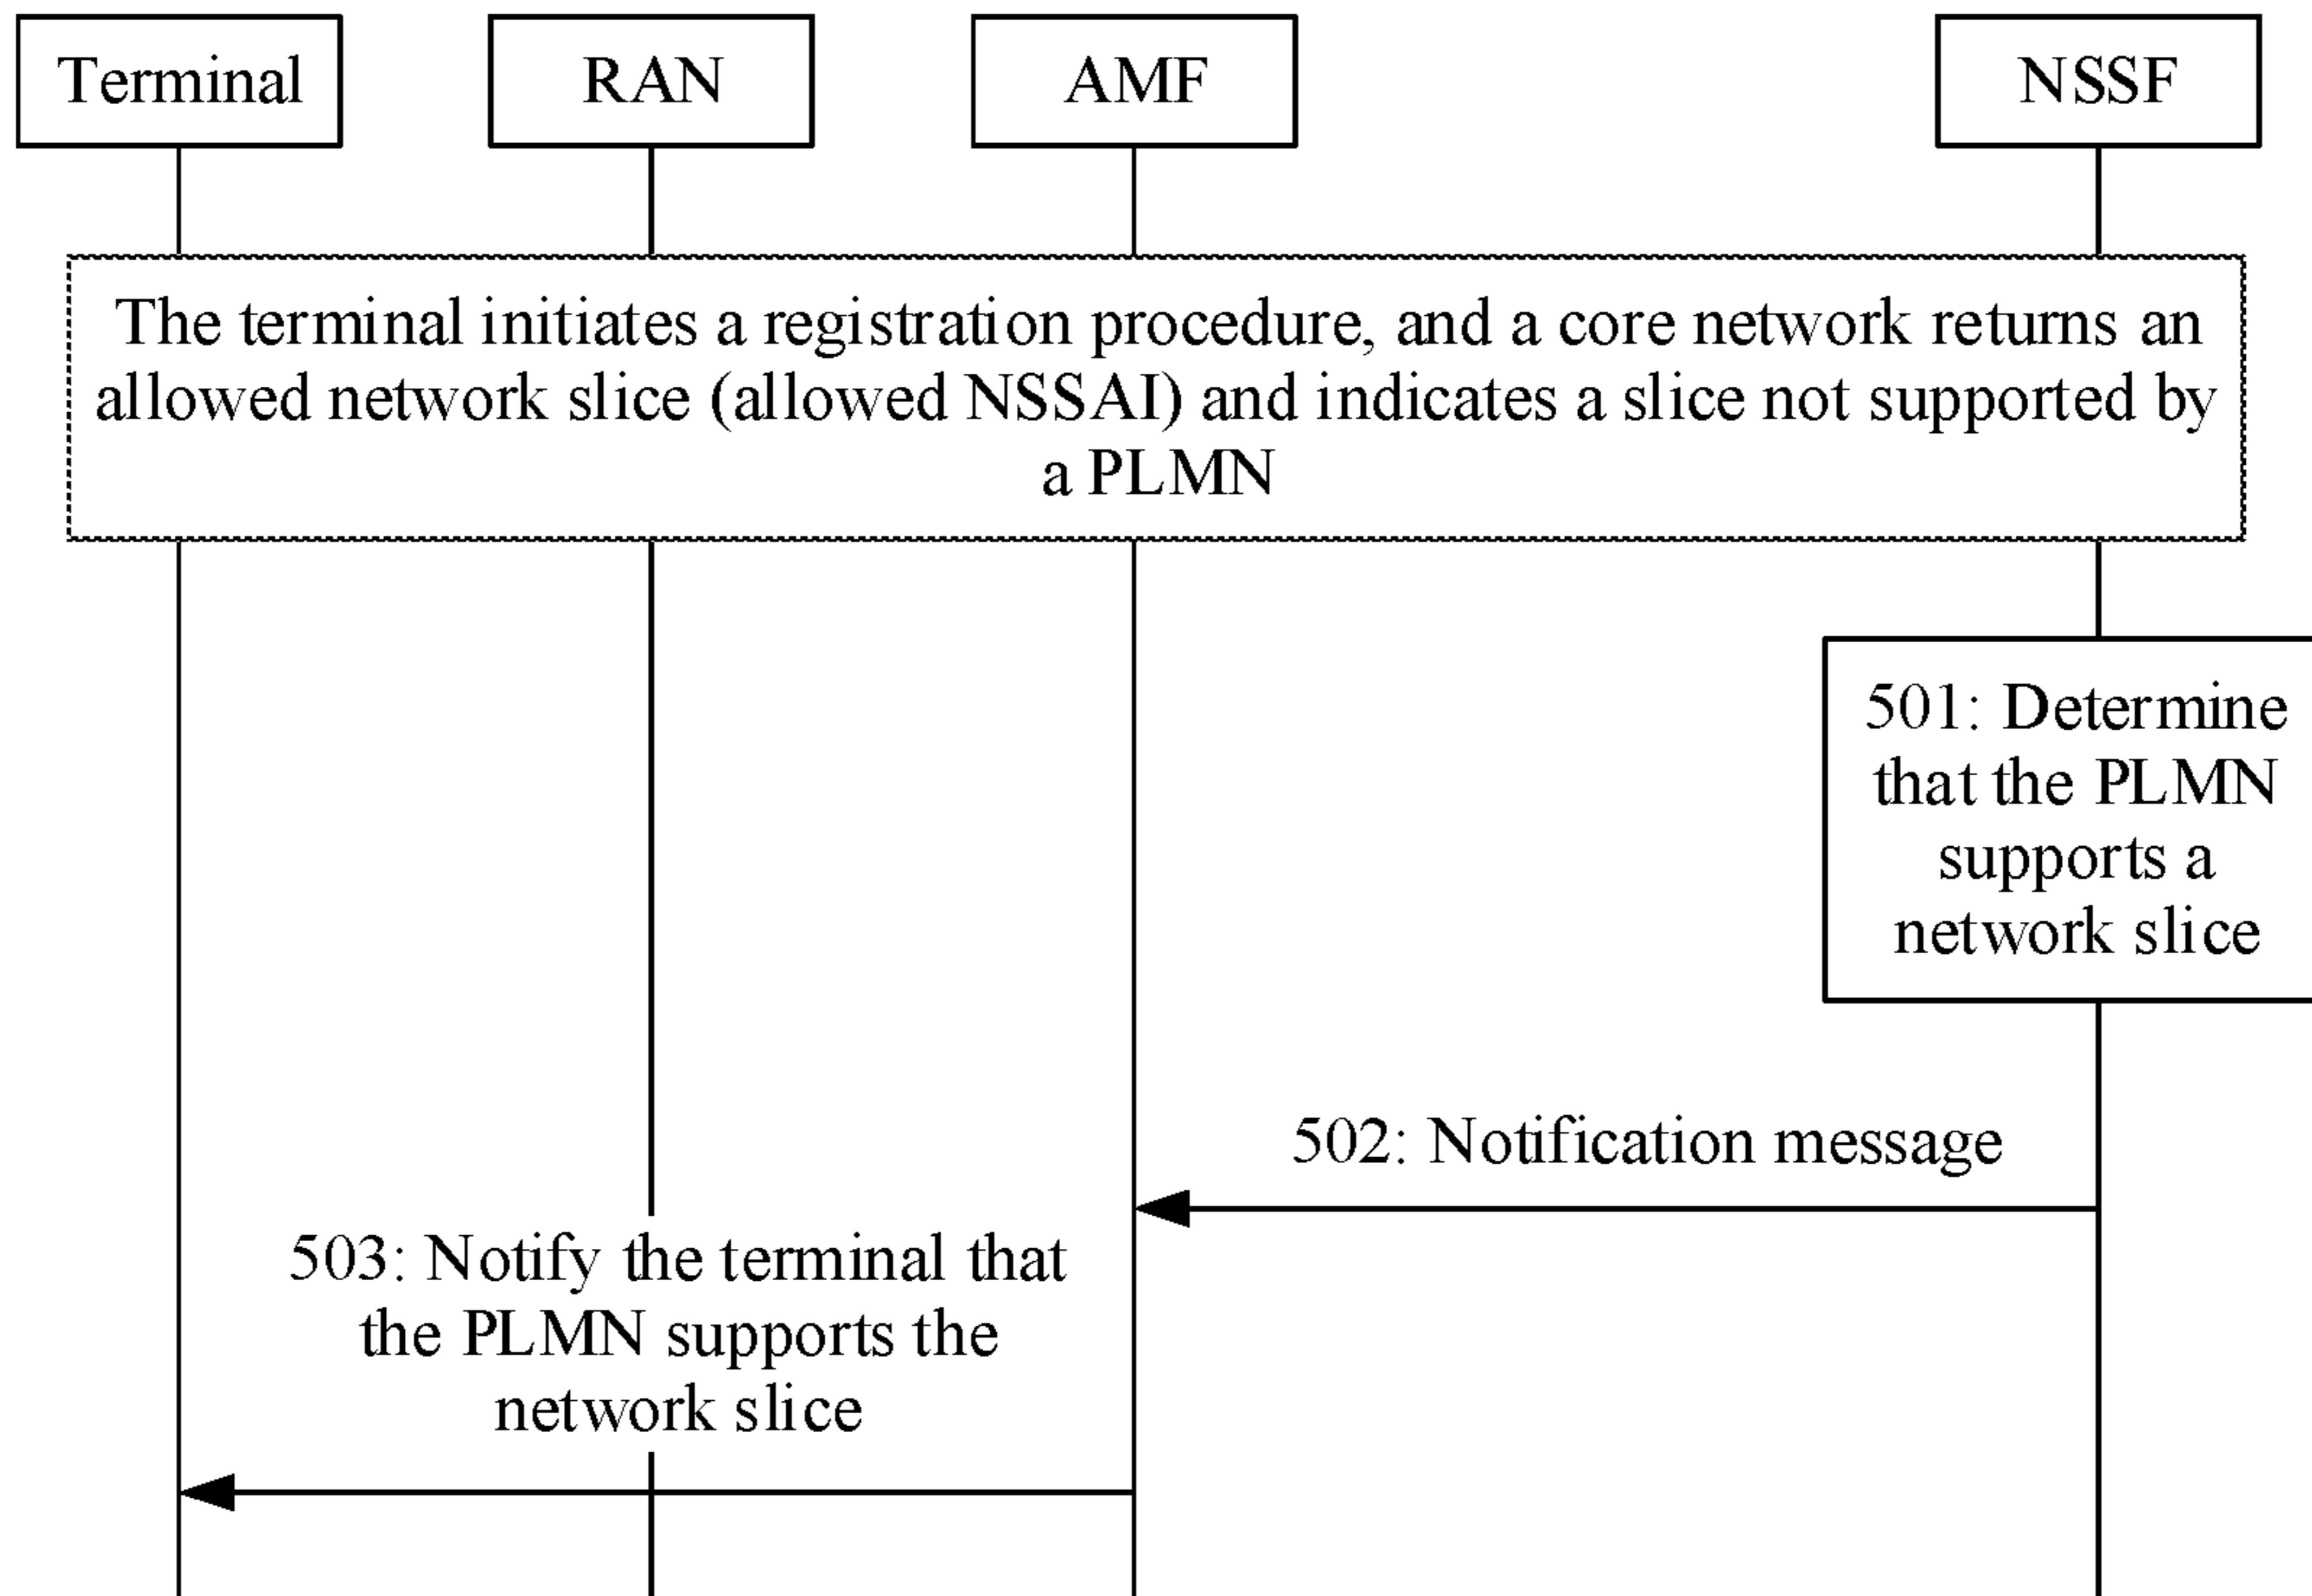 Terminal
RAN
AMF
NSSF
The terminal initiates a registration procedure, and a core network returns an
allowed network slice (allowed NSSAI) and indicates a slice not supported by
a PLMN
501: Determine
that the PLMN
supports a
network slice
502: Notification message
503: Notify the terminal that
the PLMN supports the
network slice